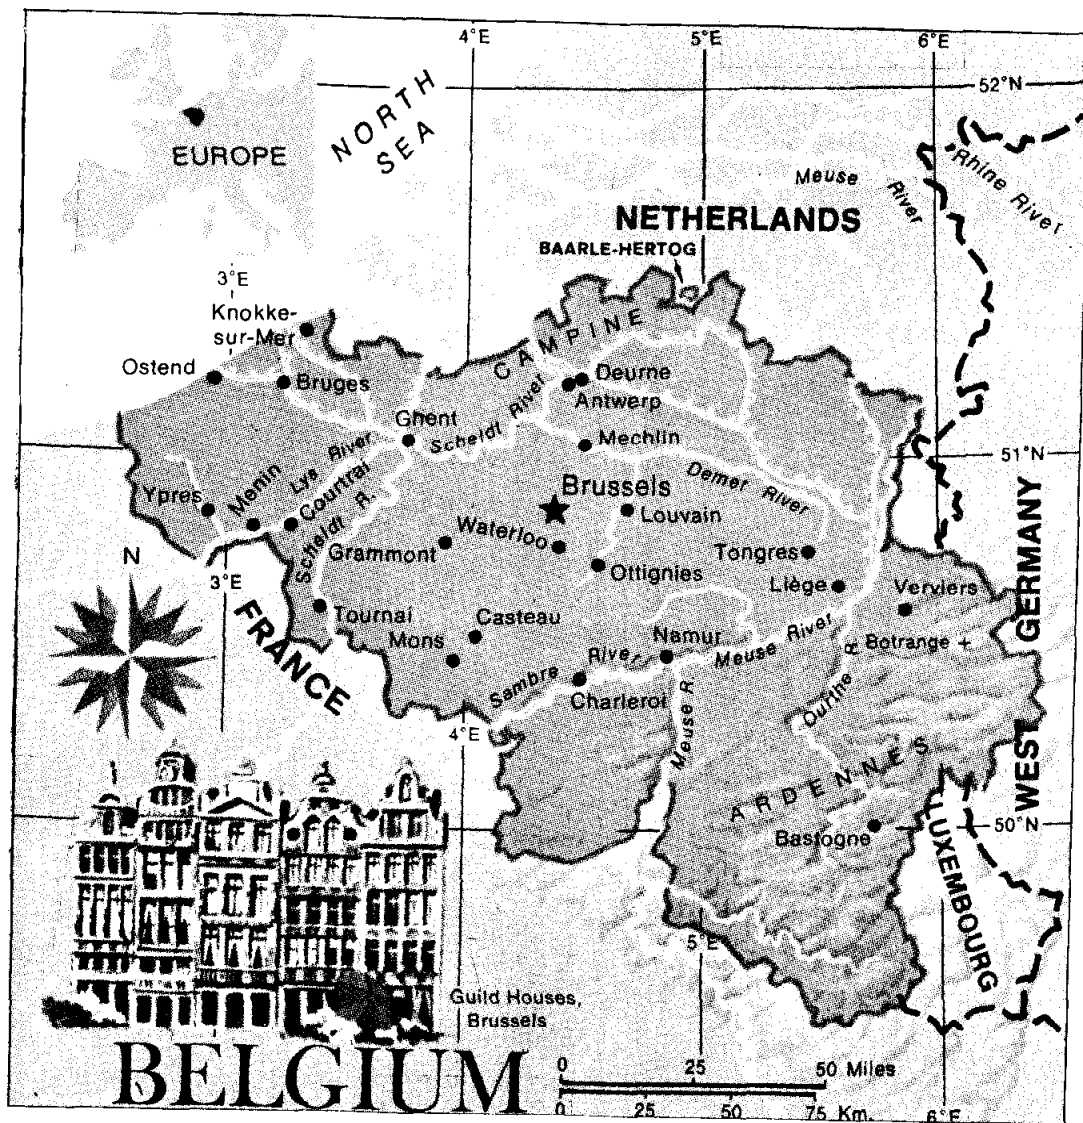 4°E
5°E
6°E
52°N
NORTH
SEA
EUROPE
Meuse
River
Rhine River
NETHERLANDS
BAARLE-HERTOG
3°E
Knokke-
sur-Mer
CAMPINE
Ostend
Bruges
Deurne
Antwerp
Ghent
Scheldt River
Mechlin
51°N
Lys River
Demer River
Ypres
Menin
Courtrai
Scheldt R.
Brussels
Louvain
Waterloo
Grammont
Tongres
Ottignies
N
3°E
Liège
Verviers
FRANCE
Tournai
Casteau
Mons
Namur
Meuse River
Botrange +
WEST GERMANY
Sambre River
Charleroi
Meuse R
Ourthe R
4°E
ARDENNES
Bastogne
50°N
LUXEMBOURG
5°E
Guild Houses,
Brussels
BELGIUM
0 25 50 Miles
0 25 50 75 Km.
6°E